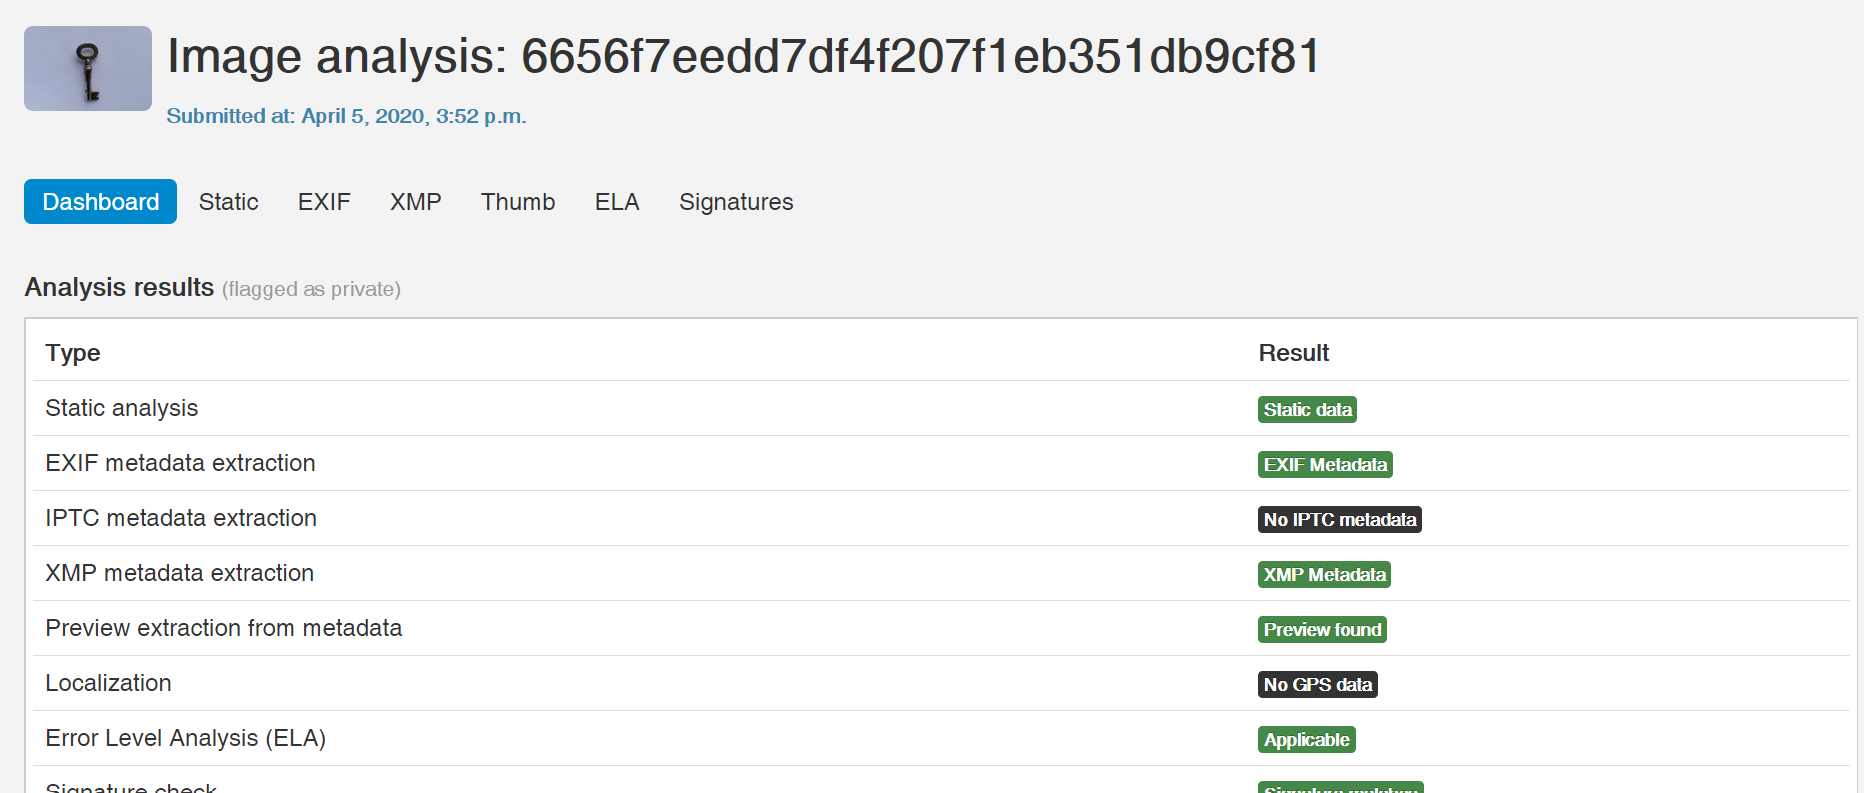 Image analysis: 6656f7eedd7df4f207f1eb351db9cf81
Submitted at: April 5, 2020, 3:52 p.m.
Dashboard Static EXIF XMP Thumb ELA Signatures
Analysis results (flagged as private)
Type Result
Static analysis Static data
EXIF metadata extraction EXIF Metadata
IPTC metadata extraction No IPTC metadata
XMP metadata extraction XMP Metadata
Preview extraction from metadata Preview found
Localization No GPS data
Error Level Analysis (ELA) Applicable
Signature check